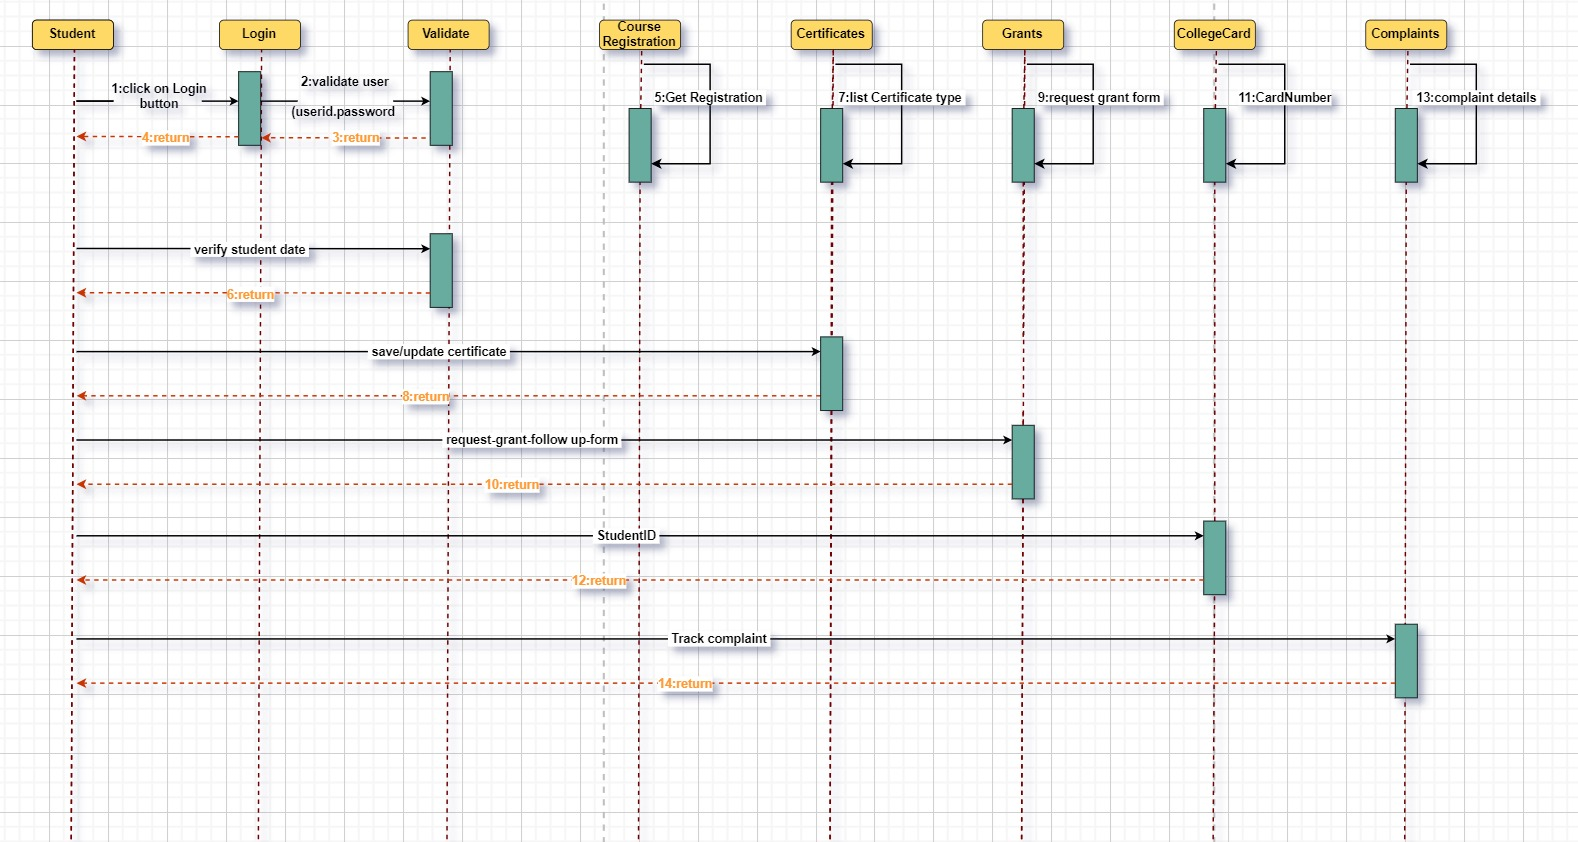 Student
Login
Validate
Course
Registration
Certificates
Grants
CollegeCard
Complaints
1:click on Login
button
2:validate user
(userid.password
5:Get Registration
7:list Certificate type
9:request grant form
11:CardNumber
13:complaint details
4:return
3:return
verify student date
6:return
save/update certificate
8:return
request-grant-follow up-form
10:return
StudentID
12:return
Track complaint
14:return